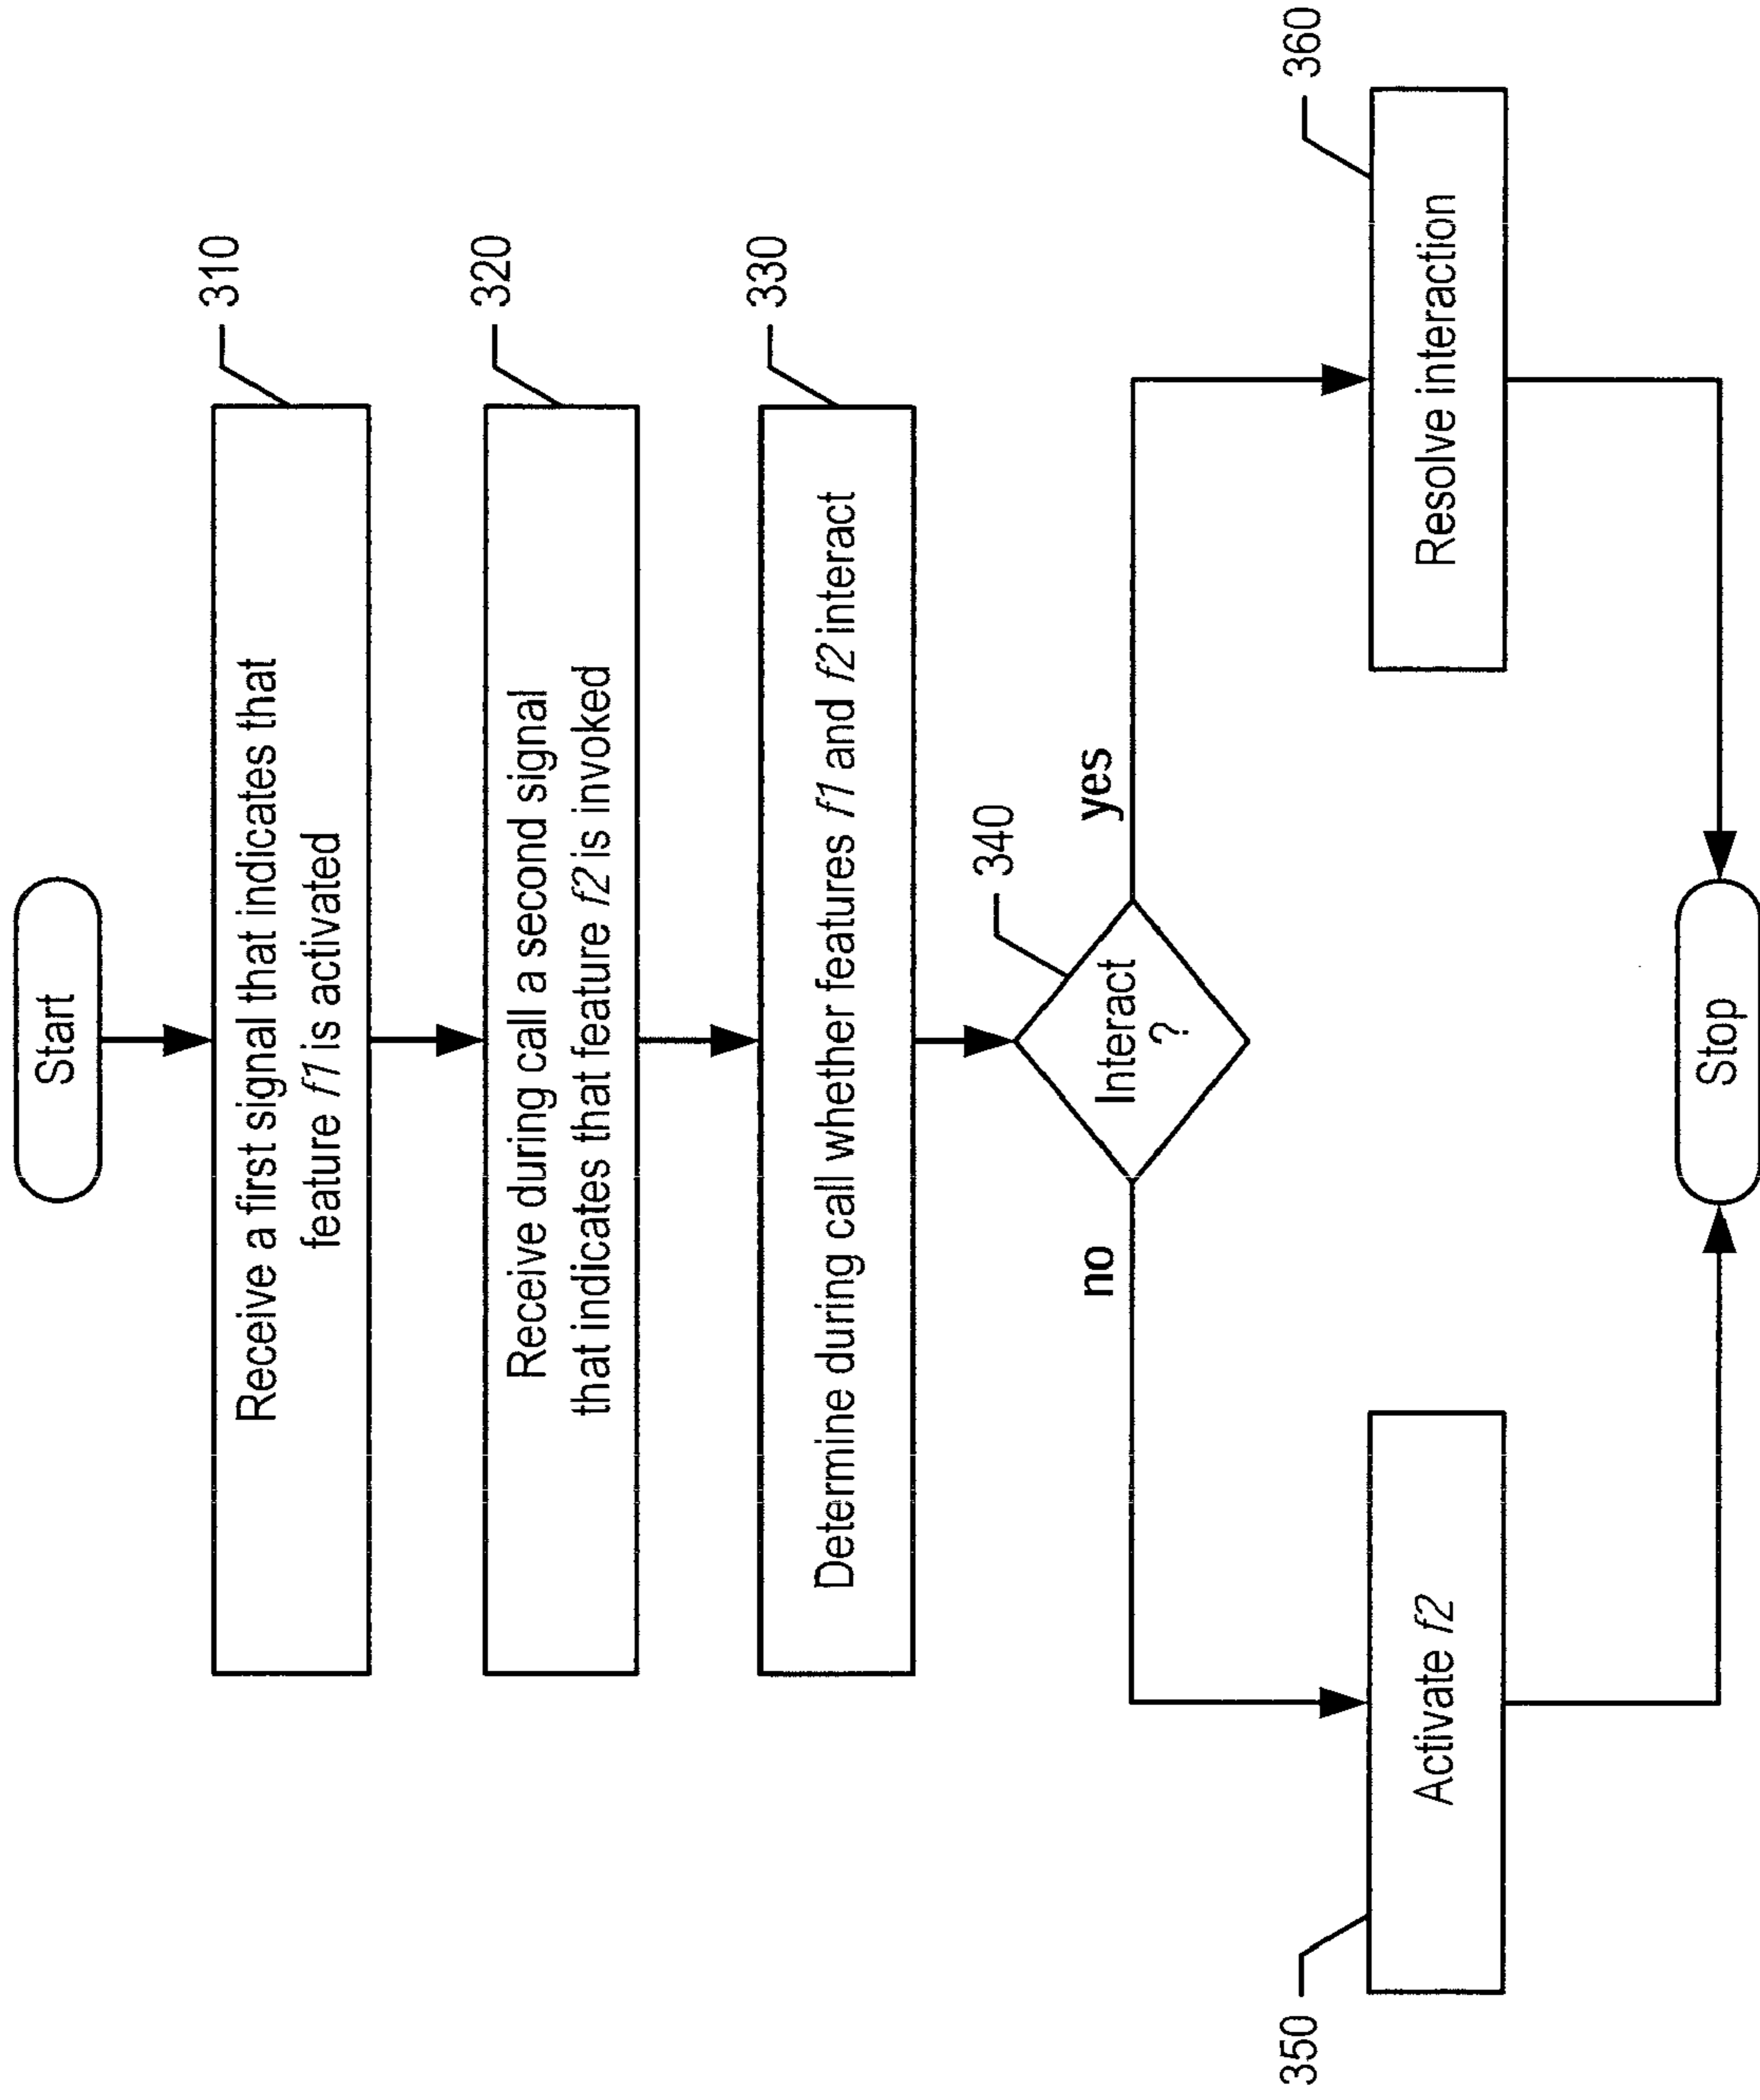 Start
310
Receive a first signal that indicates that
feature f1 is activated
320
Receive during call a second signal
that indicates that feature f2 is invoked
330
Determine during call whether features f1 and f2 interact
340
Interact
?
no
yes
350
Activate f2
360
Resolve interaction
Stop